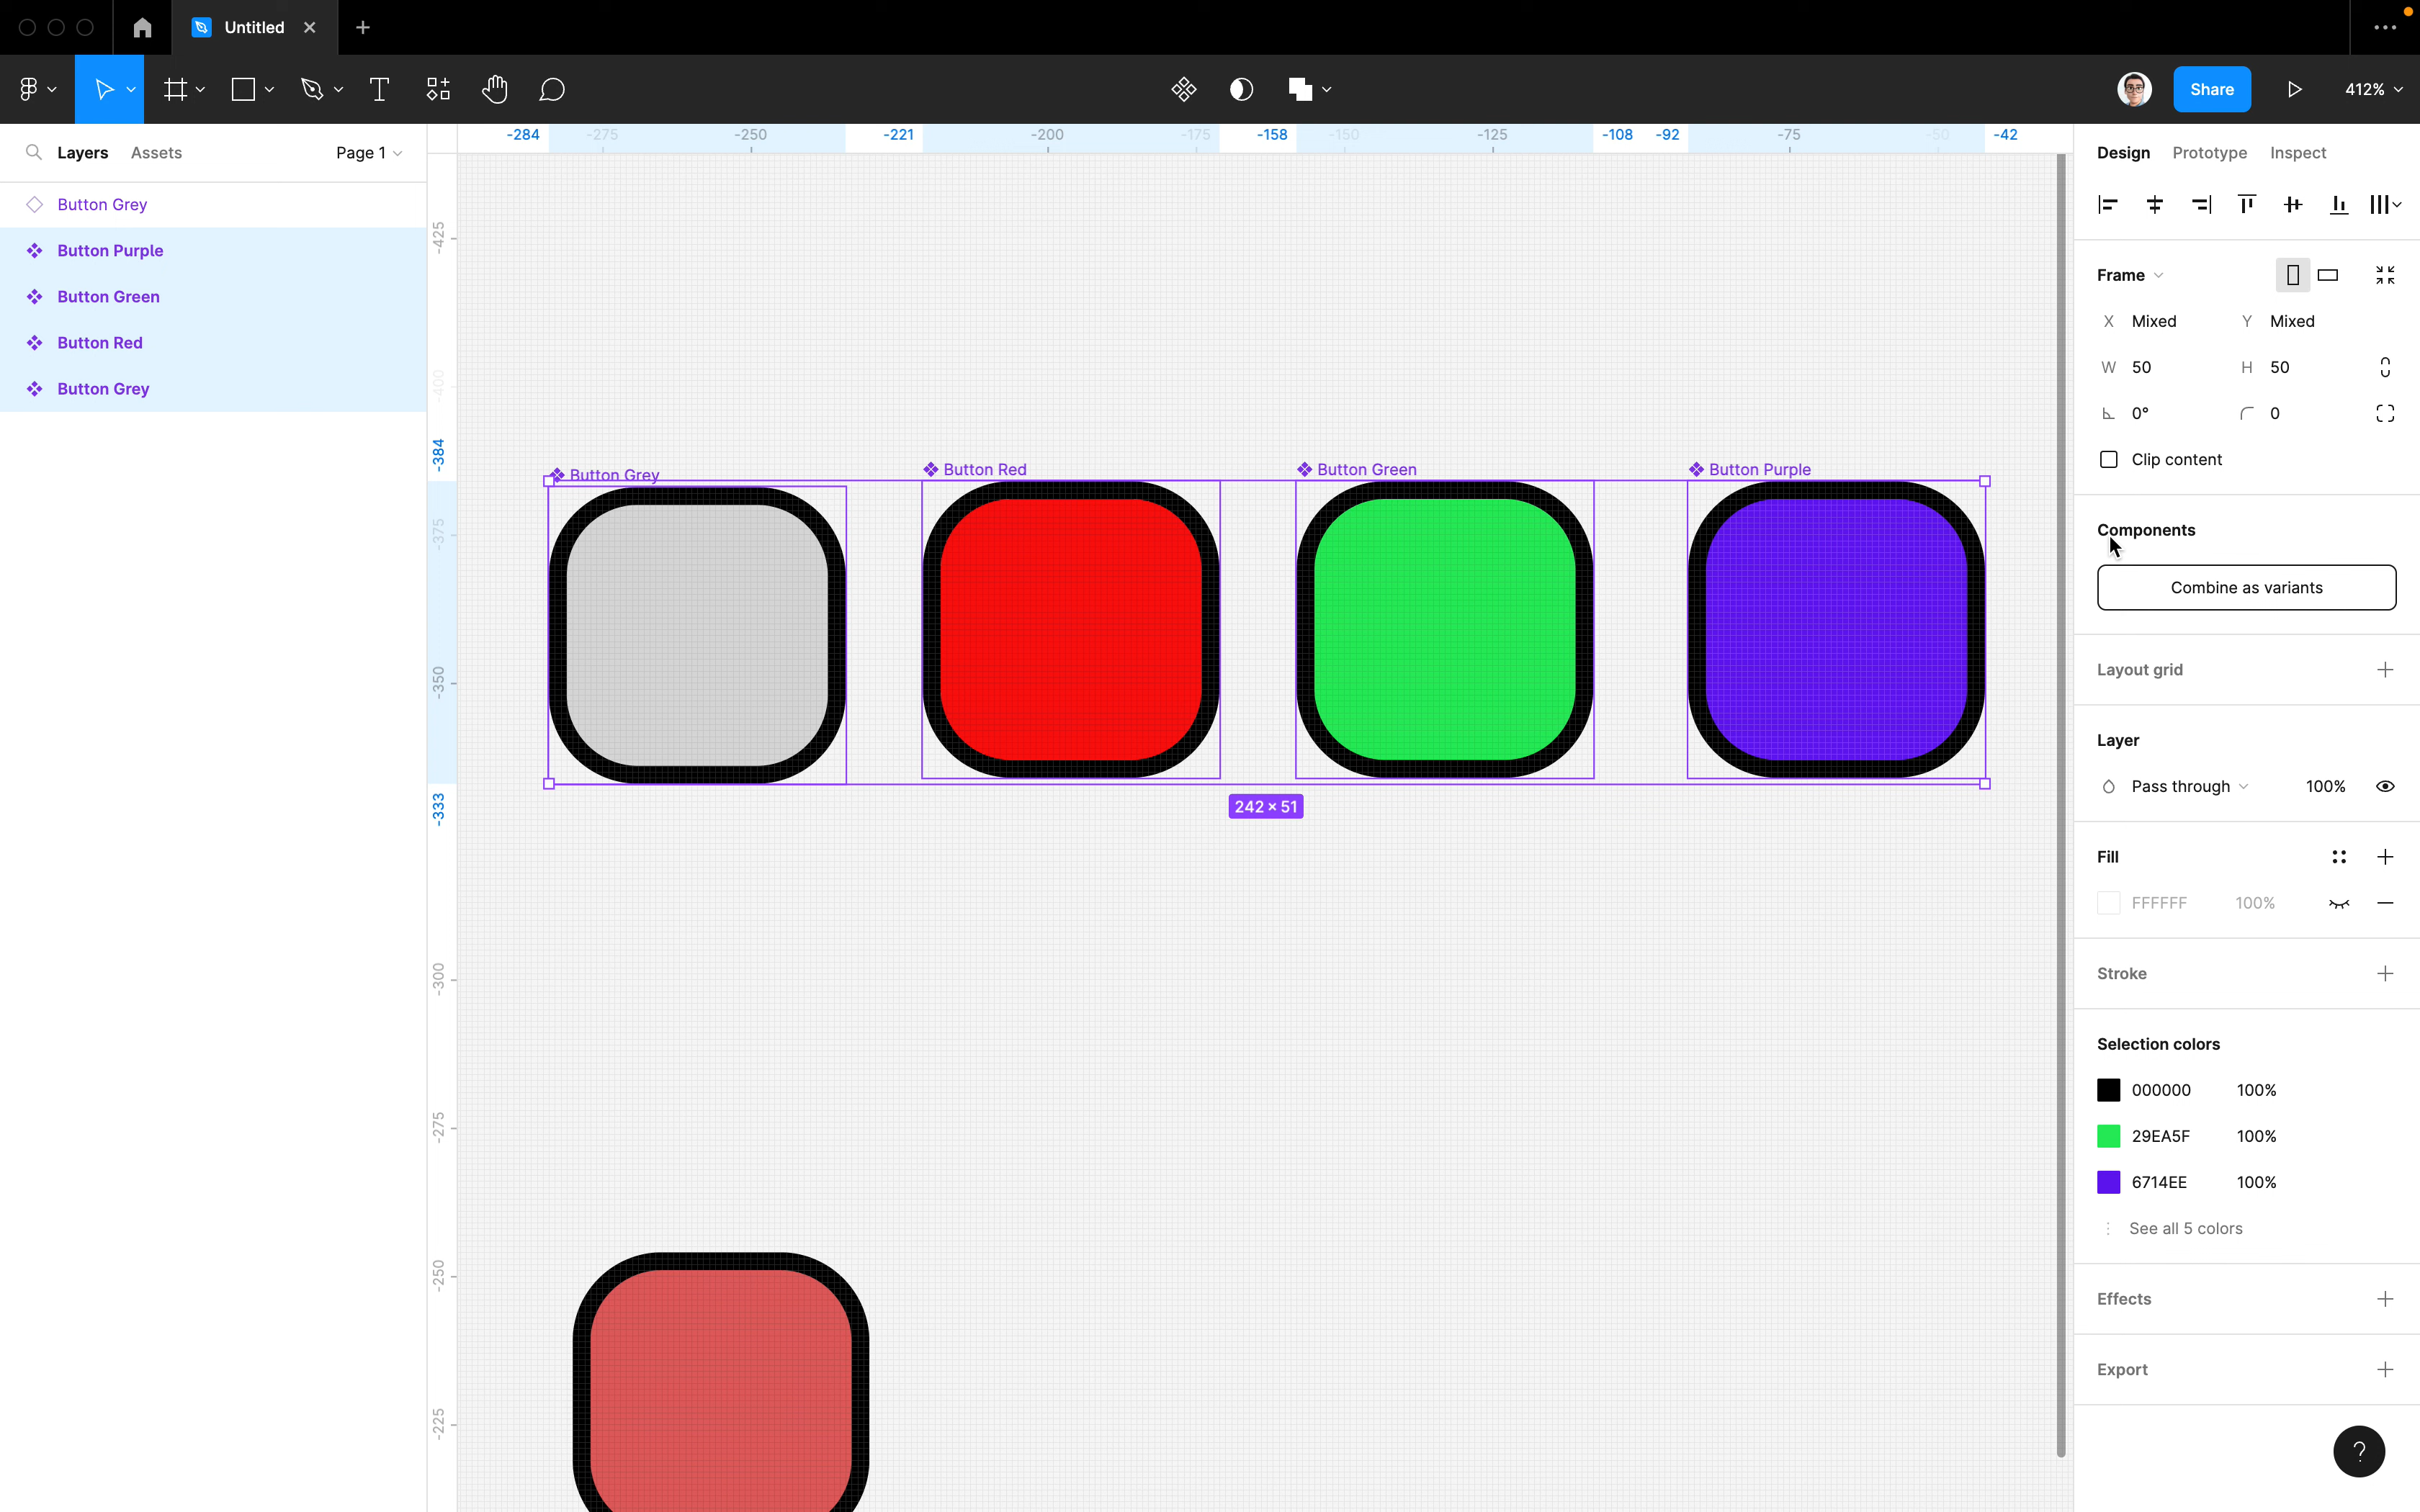 Untitled
Share
412%
Layers Assets Page 1
-284 -275 -250 -221 -200 -175 -158 -150 -125 -108 -92 -75 -50 -42
Design Prototype Inspect
Button Grey
Button Purple
Button Green
Button Red
Button Grey
-425
-400
-384
-375
-350
-333
-300
-275
-250
-225
Button Grey
Button Red
Button Green
Button Purple
242 × 51
Frame
X Mixed Y Mixed
W 50 H 50
0° 0
Clip content
Components
Combine as variants
Layout grid
Layer
Pass through 100%
Fill
FFFFFF 100%
Stroke
Selection colors
000000 100%
29EA5F 100%
6714EE 100%
See all 5 colors
Effects
Export
?